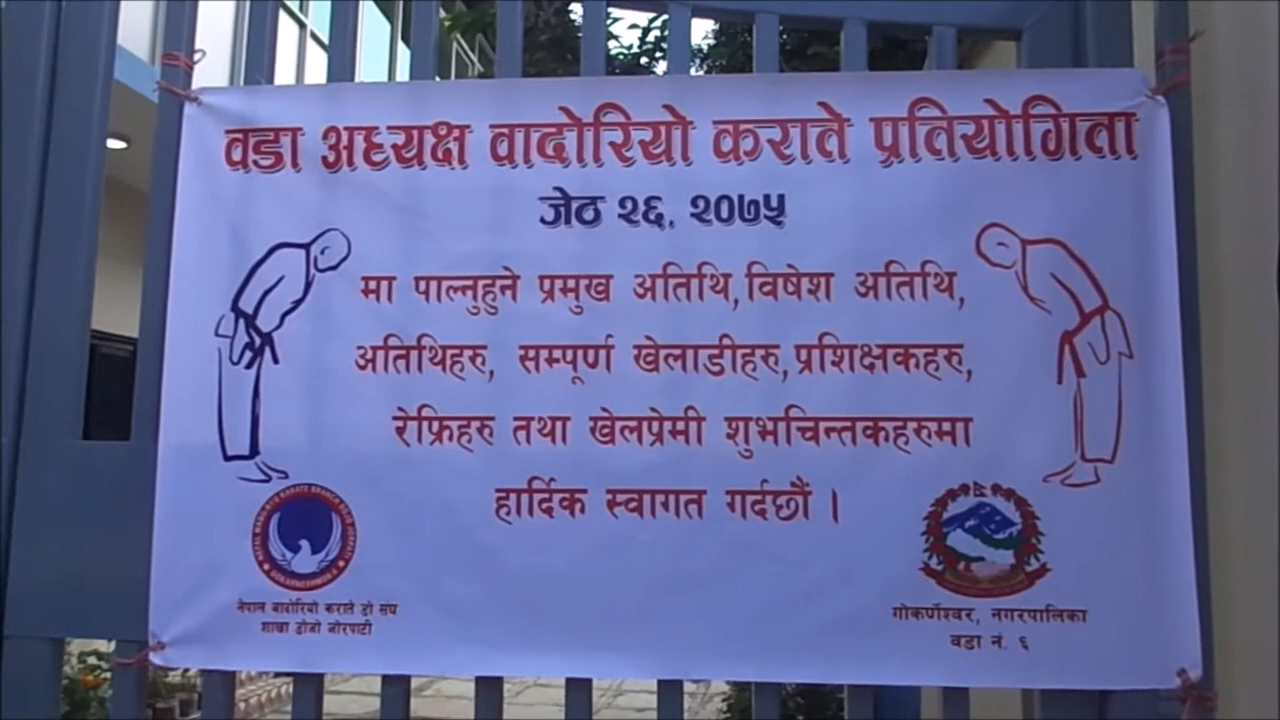 वडा अध्यक्ष वादोरियो कराते प्रतियोगिता
जेठ २६, २०७५
मा पाल्नुहुने प्रमुख अतिथि, विषेश अतिथि,
अतिथिहरु, सम्पूर्ण खेलाडीहरु, प्रशिक्षकहरु,
रेफ्रिहरु तथा खेलप्रेमी शुभचिन्तकहरुमा
हार्दिक स्वागत गर्दछौं ।
नेपाल वादोरियो कराते डो संघ
शाखा डोजो जोरपाटी
गोकर्णेश्वर, नगरपालिका
वडा नं. ६